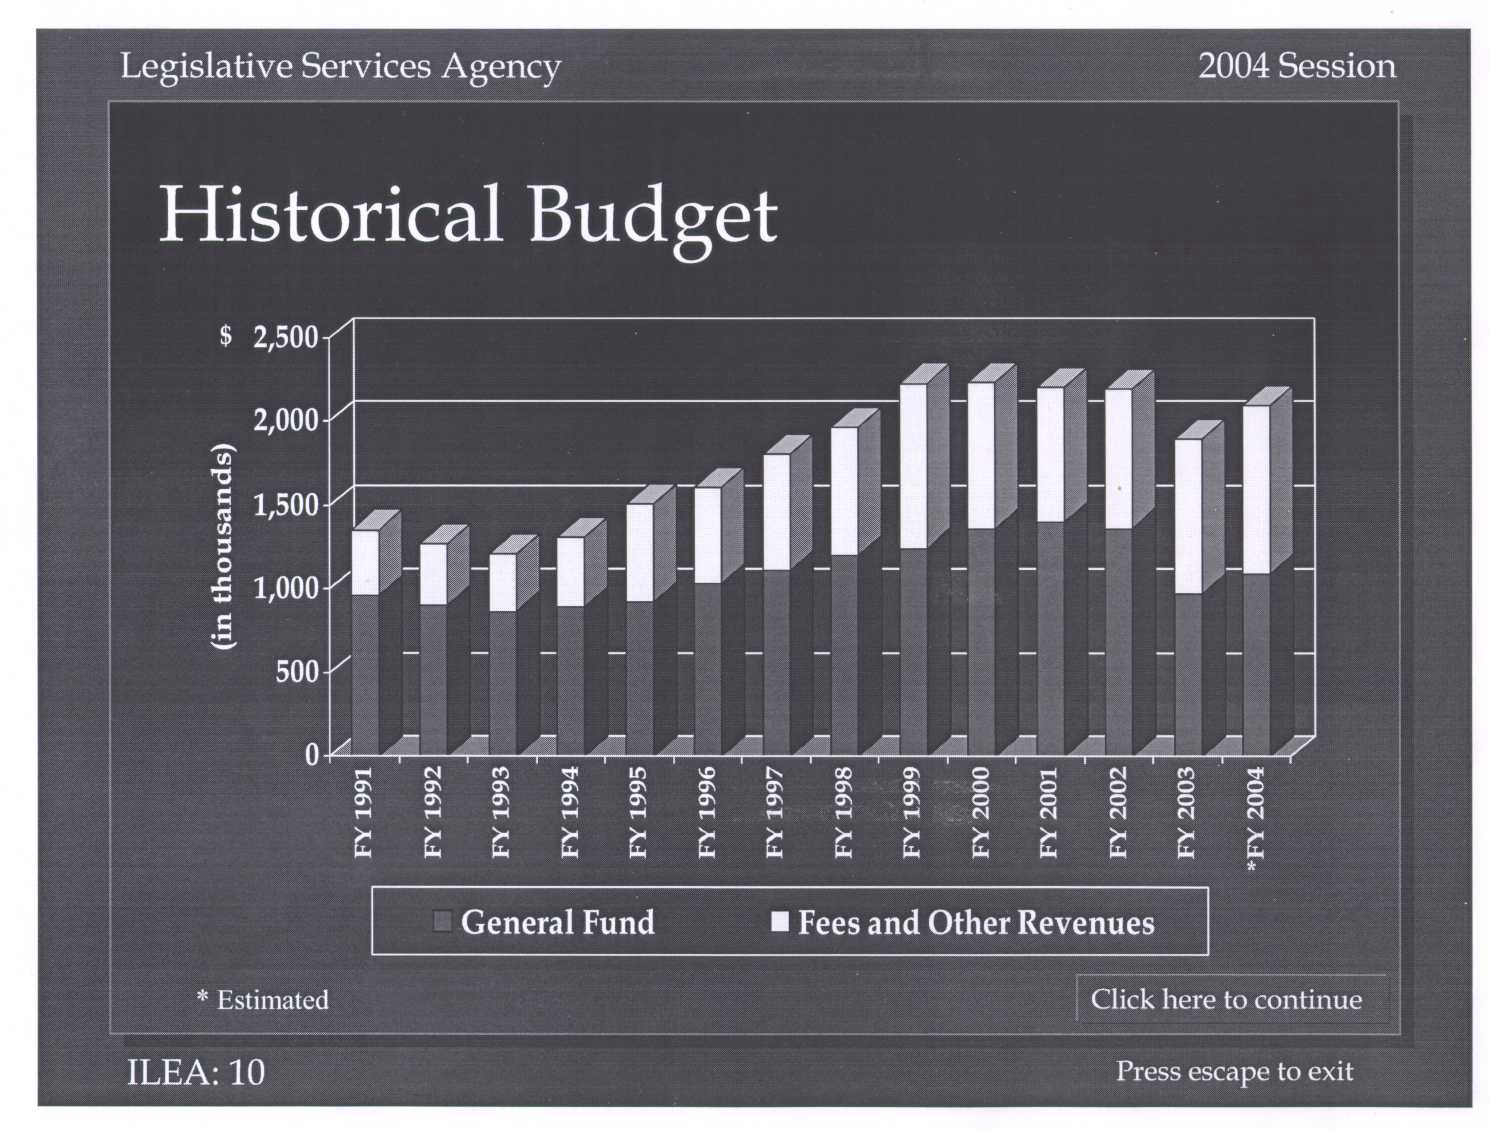 Legislative Services Agency
2004 Session
Historical Budget
$ 2,500
2,000
1,500
1,000
500
0
(in thousands)
FY 1991
FY 1992
FY 1993
FY 1994
FY 1995
FY 1996
FY 1997
FY 1998
FY 1999
FY 2000
FY 2001
FY 2002
FY 2003
*FY 2004
General Fund
Fees and Other Revenues
* Estimated
Click here to continue
ILEA: 10
Press escape to exit